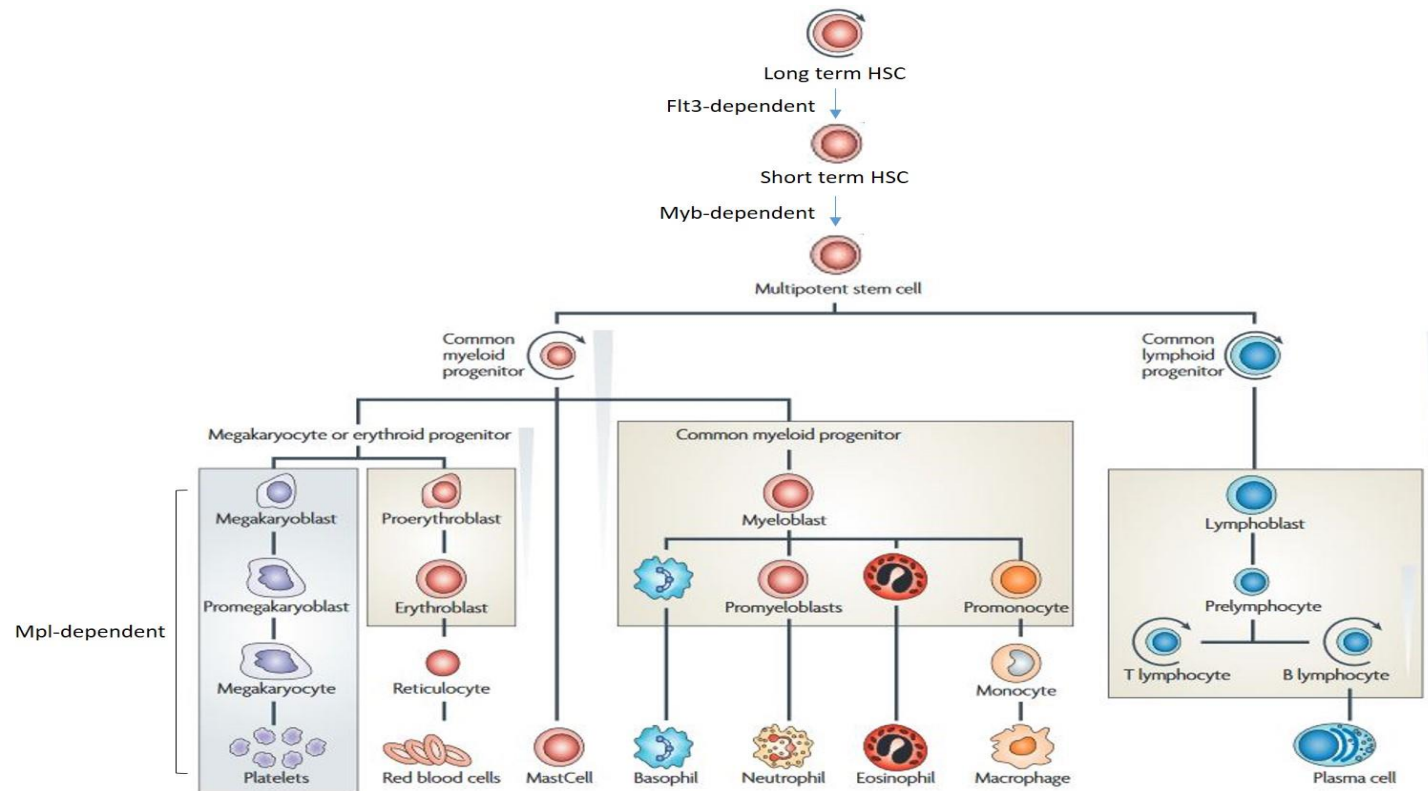 Long term HSC
Flt3-dependent
Short term HSC
Myb-dependent
Multipotent stem cell
Common
myeloid
progenitor
Common
lymphoid
progenitor
Megakaryocyte or erythroid progenitor
Common myeloid progenitor
Megakaryoblast
Proerythroblast
Myeloblast
Lymphoblast
Promegakaryoblast
Erythroblast
Promyeloblasts
Promonocyte
Prelymphocyte
Mpl-dependent
Megakaryocyte
Reticulocyte
Monocyte
T lymphocyte
B lymphocyte
Platelets
Red blood cells
MastCell
Basophil
Neutrophil
Eosinophil
Macrophage
Plasma cell